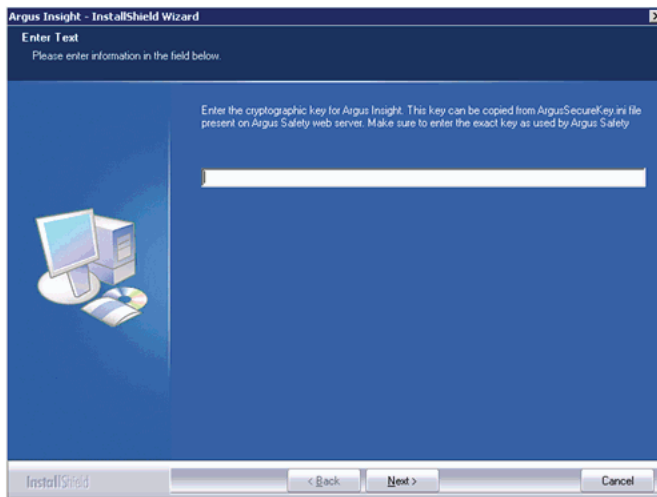 Argus Insight - InstallShield Wizard
Enter Text
Please enter information in the field below.
Enter the cryptographic key for Argus Insight. This key can be copied from ArgusSecureKey.ini file
present on Argus Safety web server. Make sure to enter the exact key as used by Argus Safety
InstallShield
< Back
Next >
Cancel